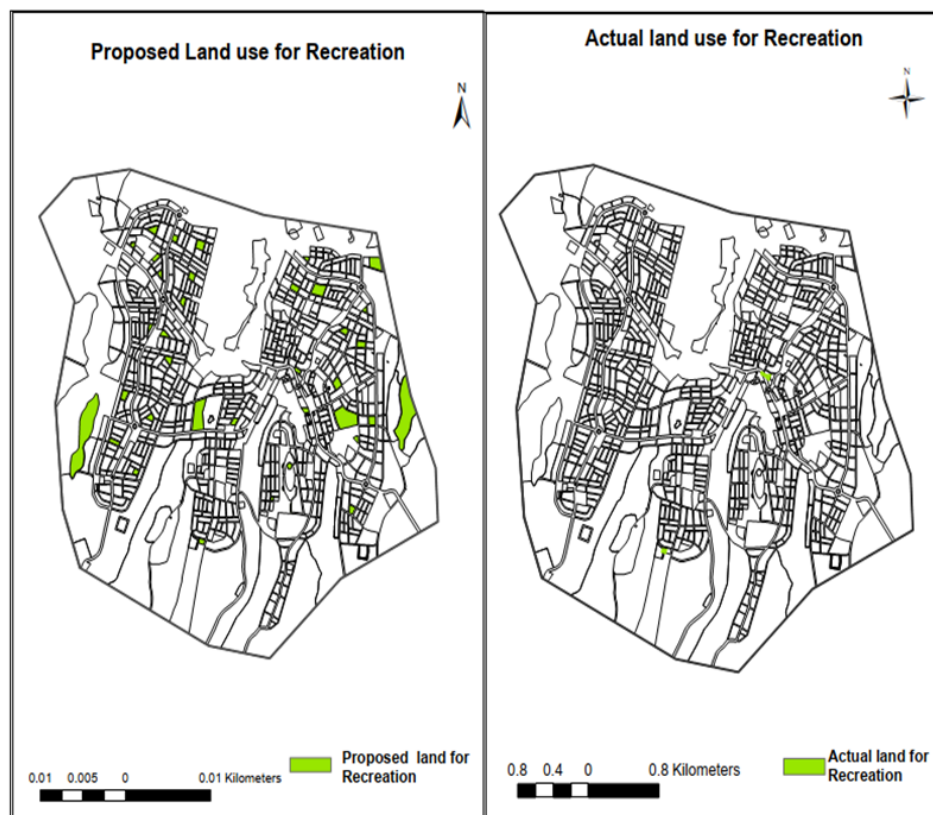 Proposed Land use for Recreation
N
Proposed land for
Recreation
0.01 0.005 0 0.01 Kilometers
Actual land use for Recreation
N
Actual land for
Recreation
0.8 0.4 0 0.8 Kilometers